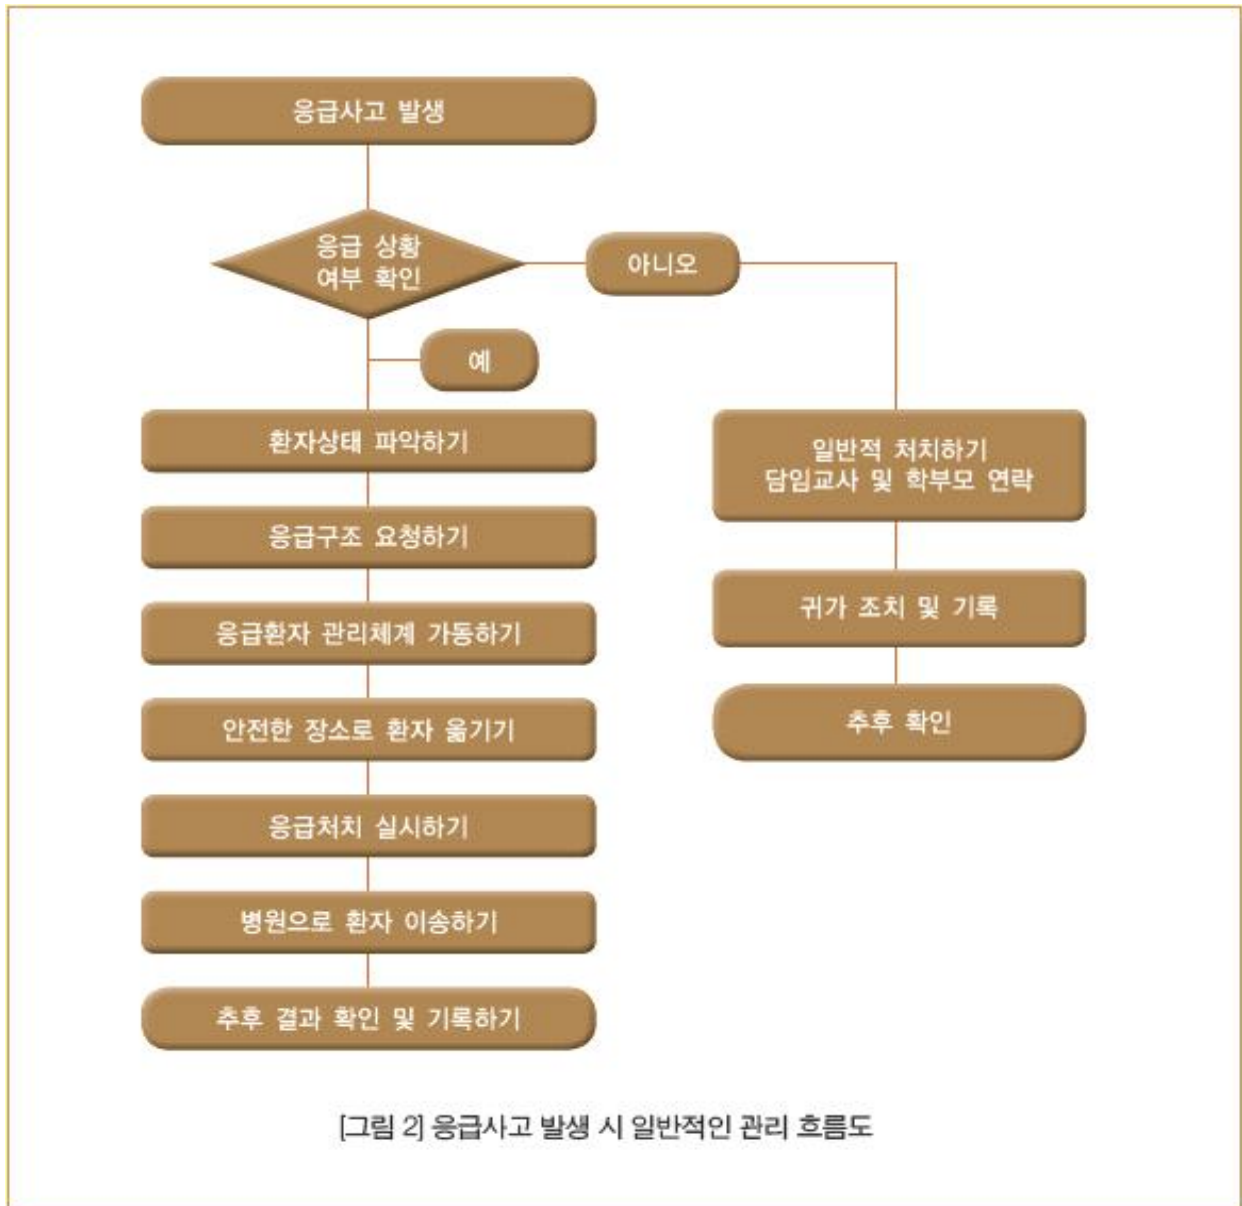 응급사고 발생
응급 상황
여부 확인
아니오
예
환자상태 파악하기
응급구조 요청하기
응급환자 관리체계 가동하기
안전한 장소로 환자 옮기기
응급처치 실시하기
병원으로 환자 이송하기
추후 결과 확인 및 기록하기
일반적 처치하기
담임교사 및 학부모 연락
귀가 조치 및 기록
추후 확인
[그림 2] 응급사고 발생 시 일반적인 관리 흐름도